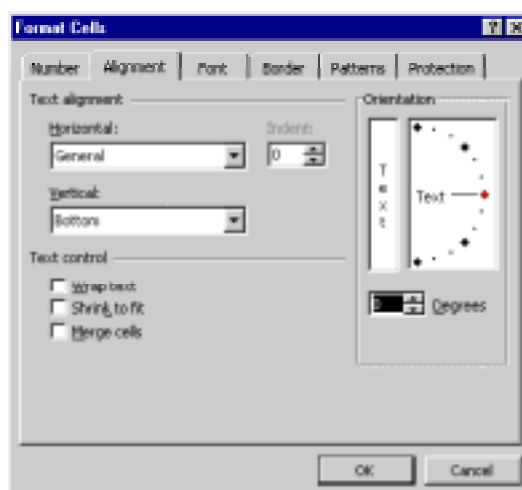 Format Cells
Number Alignment Font Border Patterns Protection
Text alignment
Horizontal:
General
Indent:
0
Vertical:
Bottom
Text control
Wrap text
Shrink to fit
Merge cells
Orientation
Text
Text
0 Degrees
OK Cancel